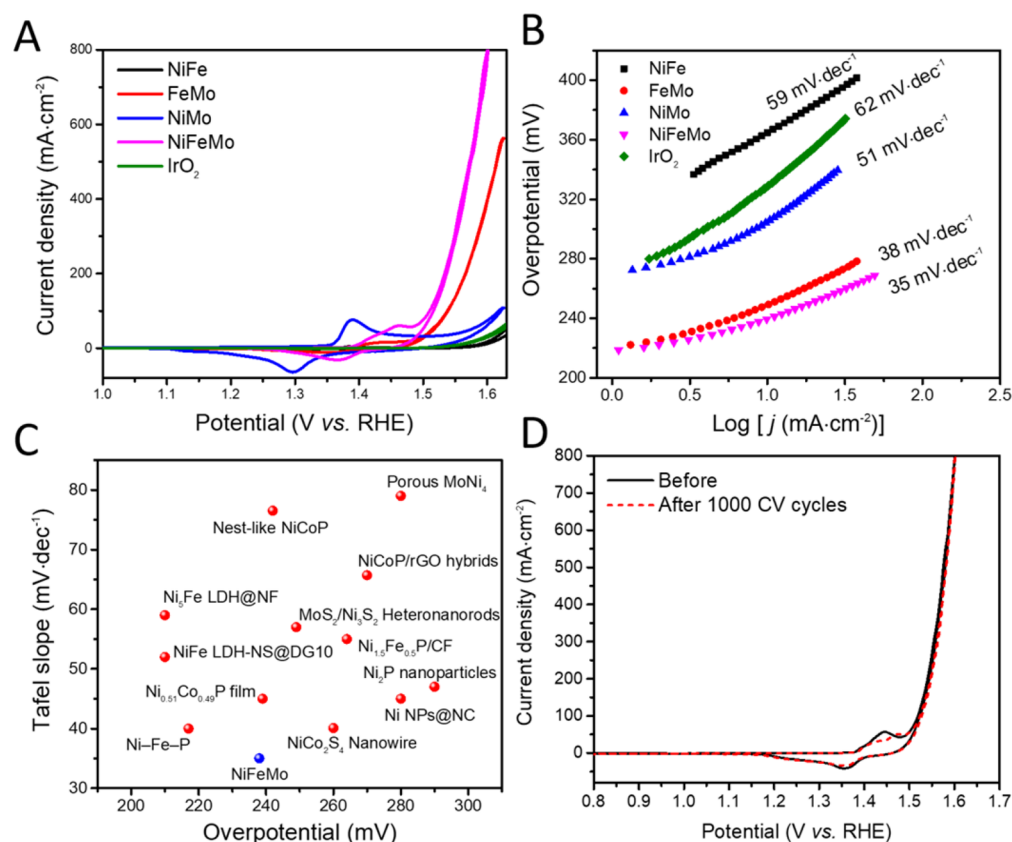 A
800
600
400
200
0
1.0
1.1
1.2
1.3
1.4
1.5
1.6
Current density (mA·cm⁻²)
Potential (V vs. RHE)
NiFe
FeMo
NiMo
NiFeMo
IrO₂
B
400
360
320
280
240
200
0.0
0.5
1.0
1.5
2.0
2.5
Overpotential (mV)
Log [ j (mA·cm⁻²)]
NiFe
FeMo
NiMo
NiFeMo
IrO₂
59 mV·dec⁻¹
62 mV·dec⁻¹
51 mV·dec⁻¹
38 mV·dec⁻¹
35 mV·dec⁻¹
C
80
70
60
50
40
30
200
220
240
260
280
300
Tafel slope (mV·dec⁻¹)
Overpotential (mV)
Porous MoNi₄
Nest-like NiCoP
NiCoP/rGO hybrids
Ni₅Fe LDH@NF
MoS₂/Ni₃S₂ Heteronanorods
NiFe LDH-NS@DG10
Ni₁.₅Fe₀.₅P/CF
Ni₂P nanoparticles
Ni₀.₅₁Co₀.₄₉P film
Ni NPs@NC
Ni–Fe–P
NiCo₂S₄ Nanowire
NiFeMo
D
800
700
600
500
400
300
200
100
0
0.8
0.9
1.0
1.1
1.2
1.3
1.4
1.5
1.6
1.7
Current density (mA·cm⁻²)
Potential (V vs. RHE)
Before
After 1000 CV cycles